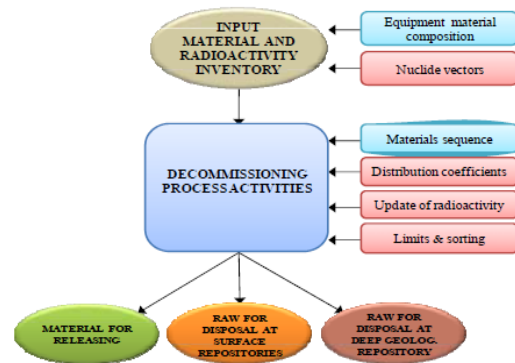 INPUT
MATERIAL AND
RADIOACTIVITY
INVENTORY
Equipment material
composition
Nuclide vectors
DECOMMISSIONING
PROCESS ACTIVITIES
Materials sequence
Distribution coefficients
Update of radioactivity
Limits & sorting
MATERIAL FOR
RELEASING
RAW FOR
DISPOSAL AT
SURFACE
REPOSITORIES
RAW FOR
DISPOSAL AT
DEEP GEOLOG.
REPOSITORY